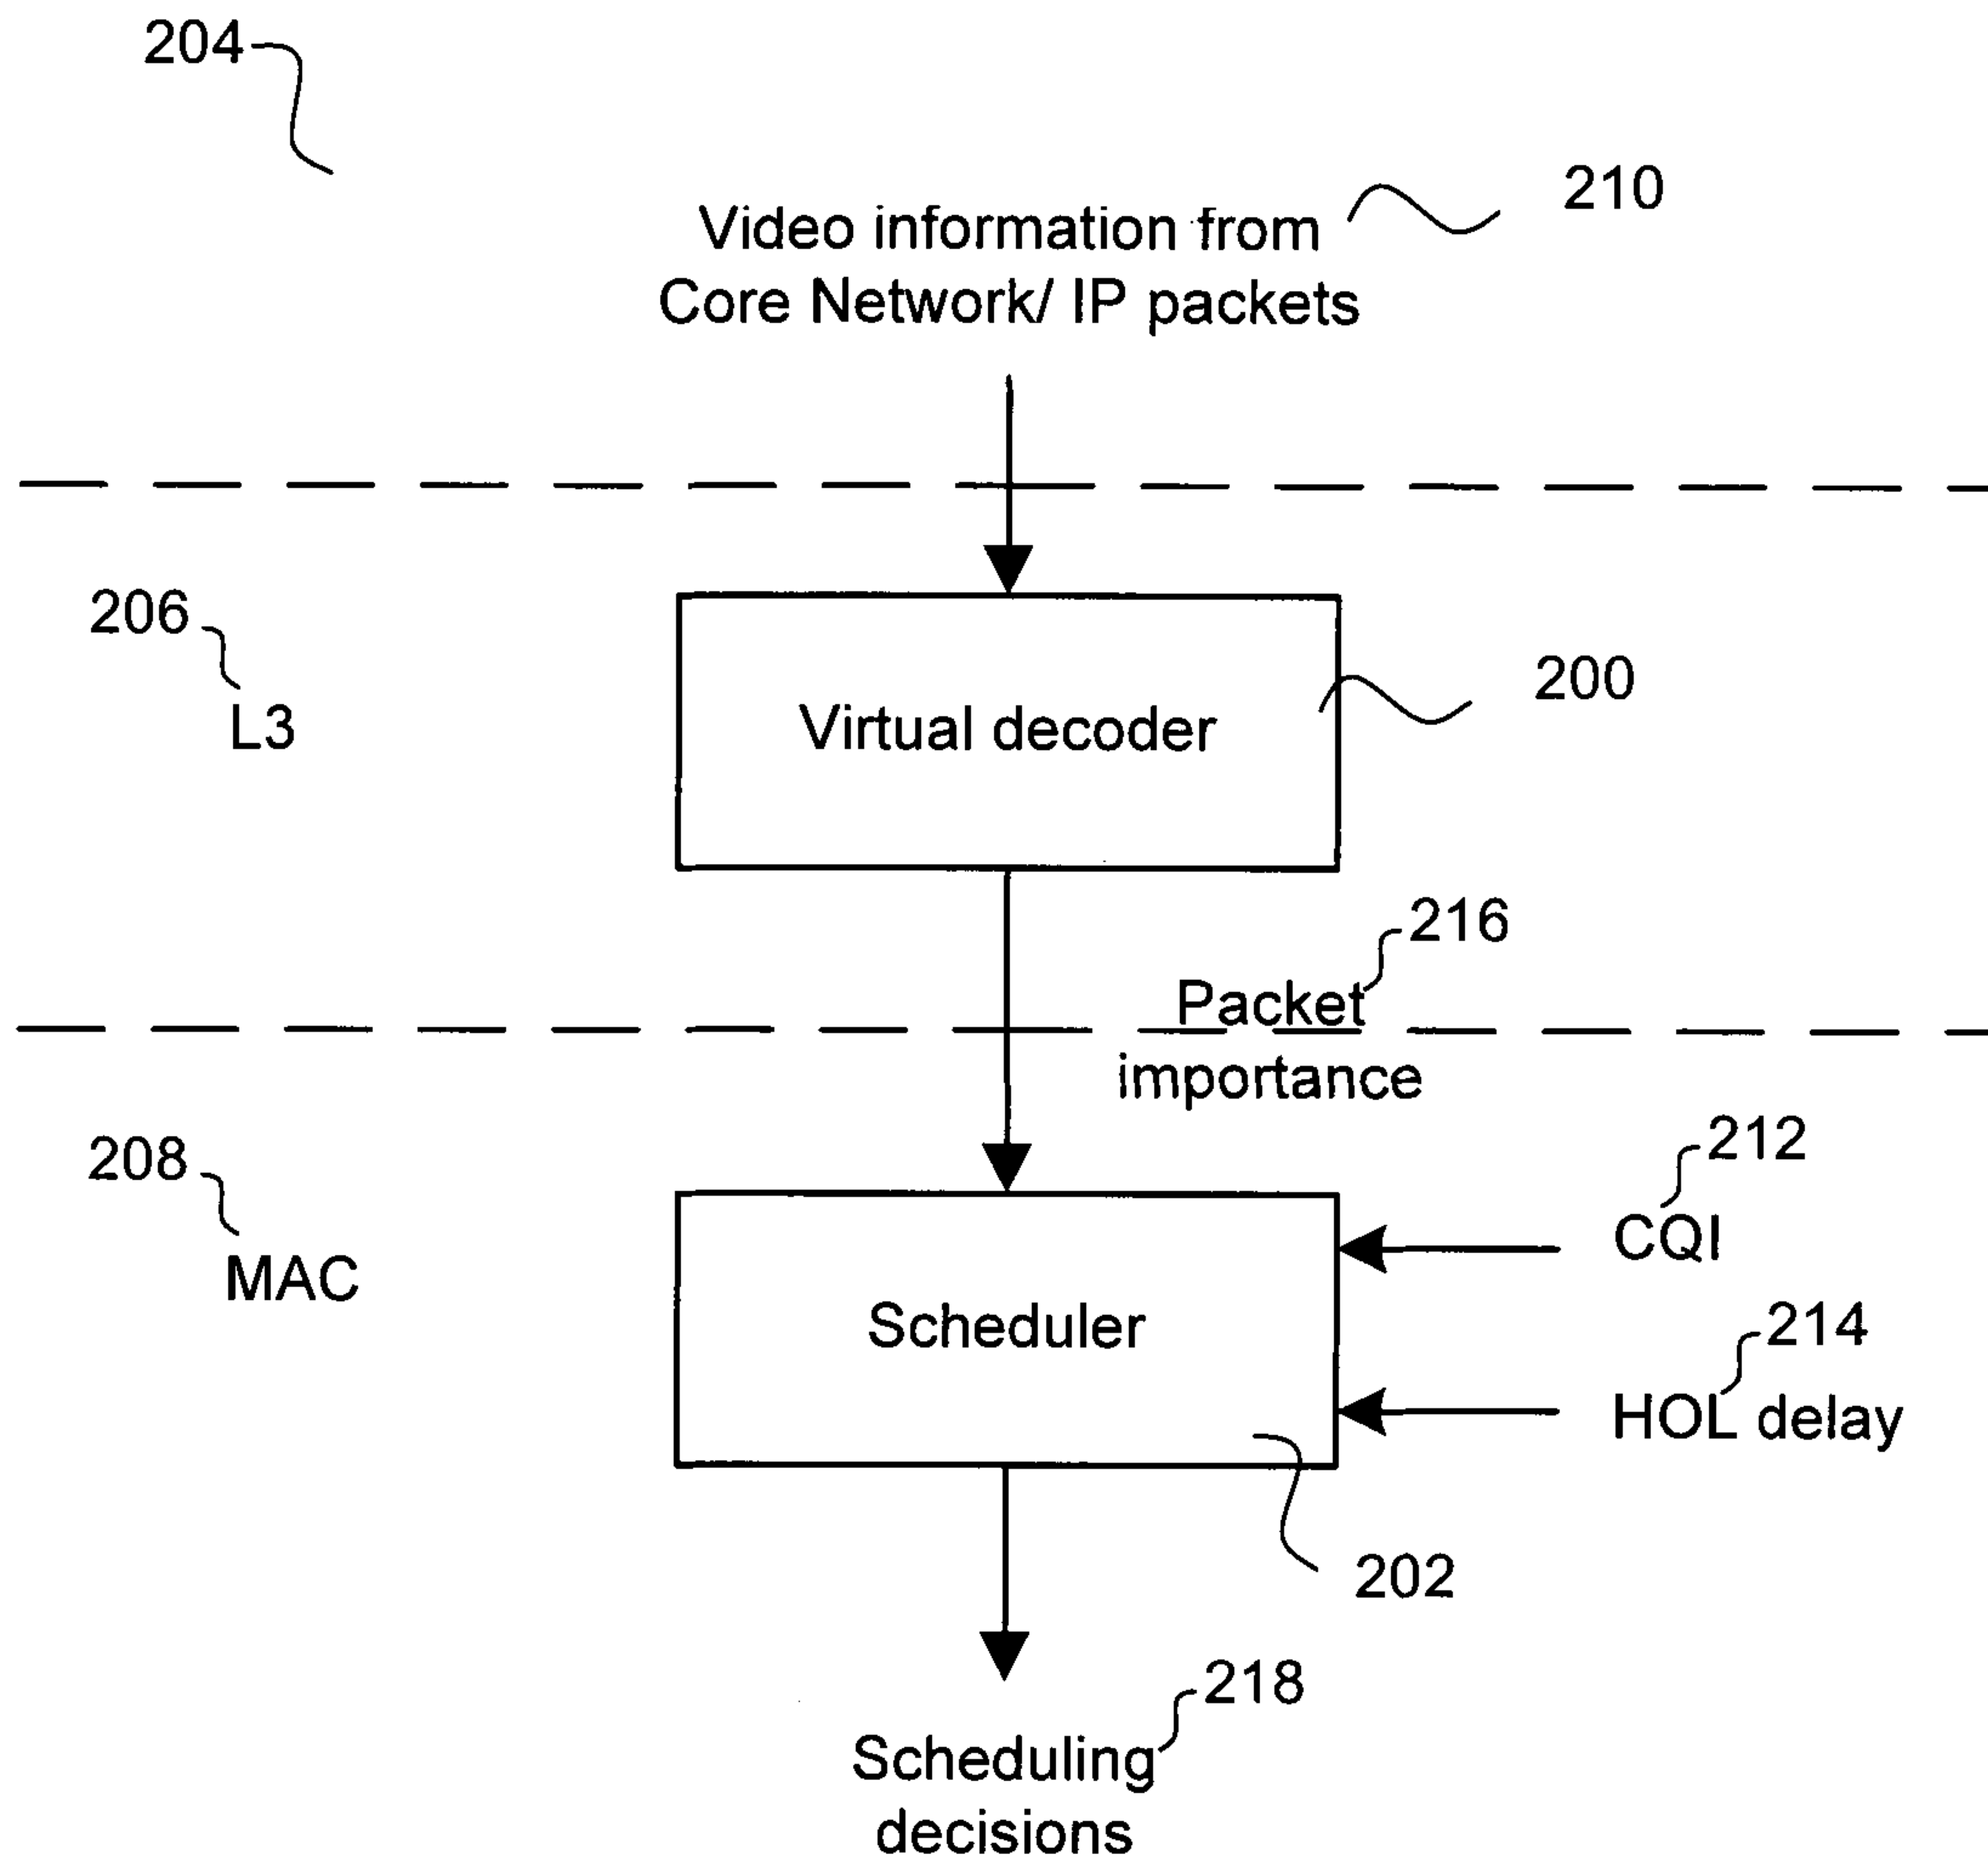 204
210
Video information from
Core Network/ IP packets
206
L3
200
Virtual decoder
216
Packet
importance
208
MAC
212
CQI
214
HOL delay
Scheduler
202
218
Scheduling
decisions